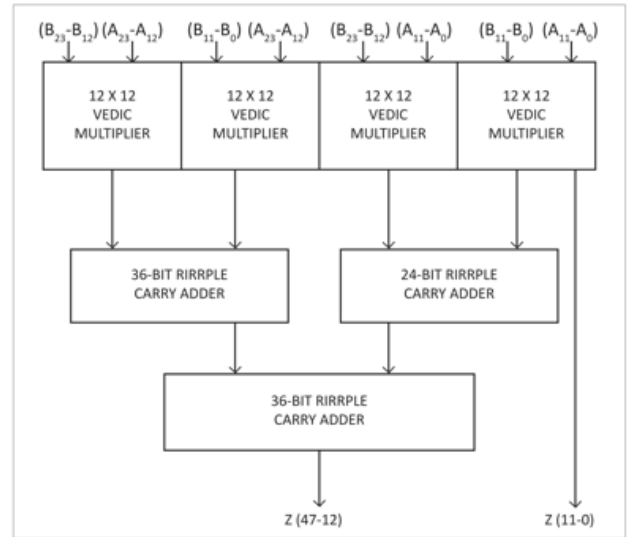 (B₂₃-B₁₂) (A₂₃-A₁₂) (B₁₁-B₀) (A₂₃-A₁₂) (B₂₃-B₁₂) (A₁₁-A₀) (B₁₁-B₀) (A₁₁-A₀)
12 X 12
VEDIC
MULTIPLIER
12 X 12
VEDIC
MULTIPLIER
12 X 12
VEDIC
MULTIPLIER
12 X 12
VEDIC
MULTIPLIER
36-BIT RIRRPLE
CARRY ADDER
24-BIT RIRRPLE
CARRY ADDER
36-BIT RIRRPLE
CARRY ADDER
Z (47-12)
Z (11-0)